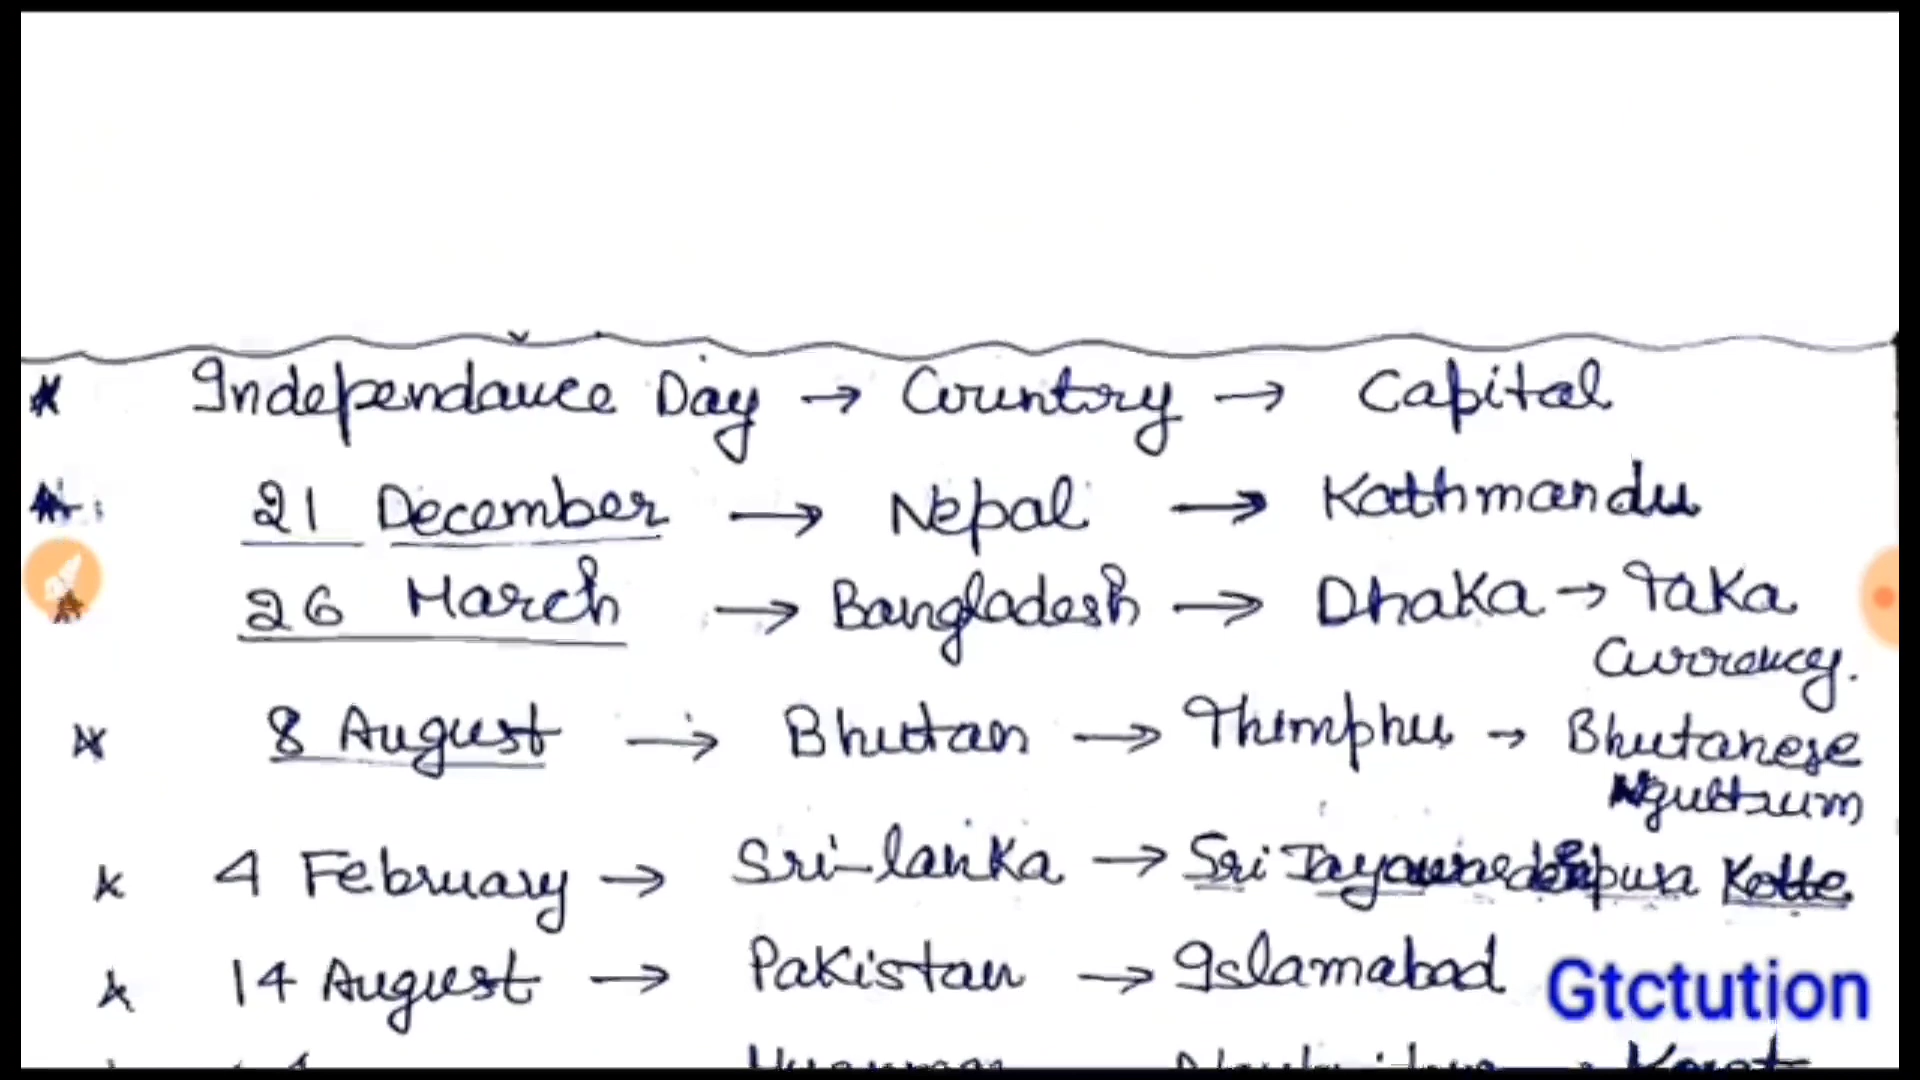 Independance Day → Country → Capital
21 December → Nepal → Kathmandu
26 March → Bangladesh → Dhaka → Taka
Currency.
8 August → Bhutan → Thimphu → Bhutanese
Ngultrum
4 February → Sri-lanka → Sri Kotte
14 August → Pakistan → Islamabad
Gtctution